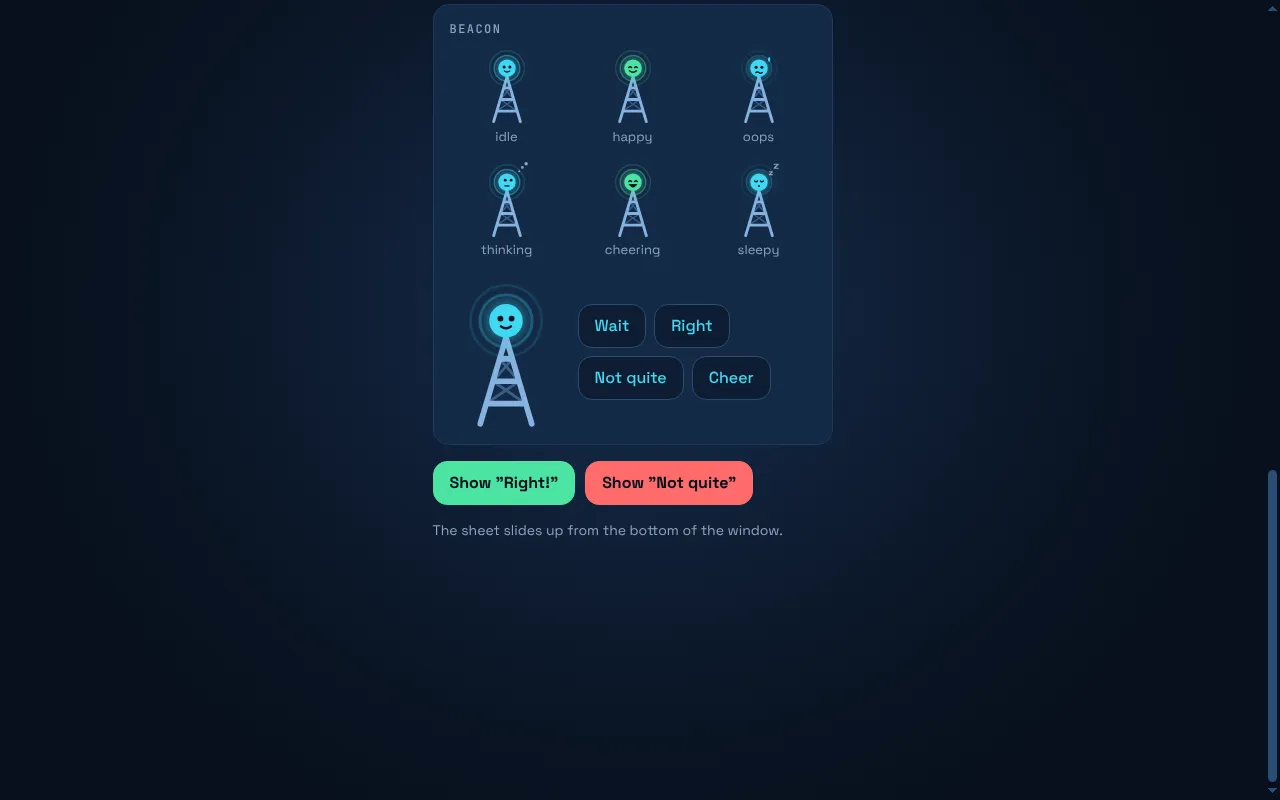 BEACON
idle happy oops
z
z
thinking cheering sleepy
Wait Right
Not quite Cheer
Show ”Right!” Show ”Not quite”
The sheet slides up from the bottom of the window.